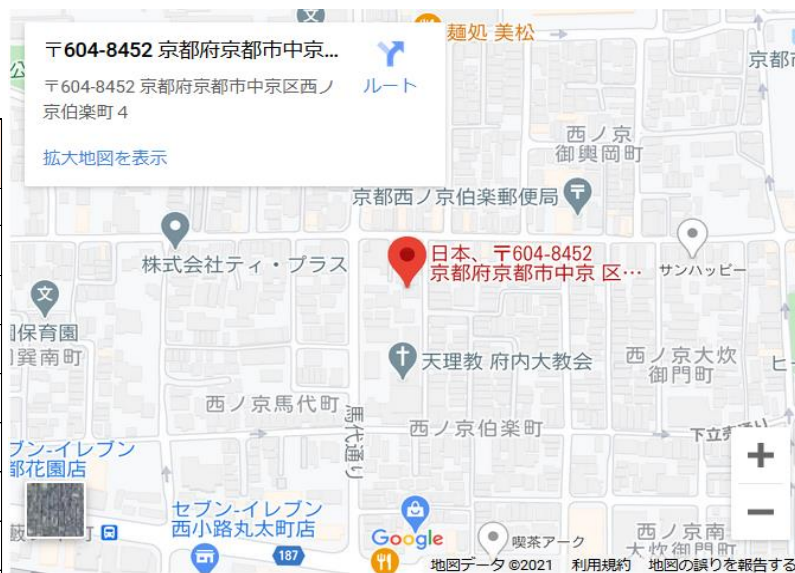 〒604-8452 京都府京都市中京...
〒604-8452 京都府京都市中京区西ノ
京伯楽町４
ルート
拡大地図を表示
麺処 美松
京都
西ノ京
御輿岡町
京都西ノ京伯楽郵便局
株式会社ティ・プラス
日本、〒604-8452
京都府京都市中京 区…
サンハッピー
保育園
巽南町
天理教 府内大教会
西ノ京大炊
御門町
西ノ京馬代町
馬代通り
西ノ京伯楽町
下立売通り
ブン-イレブン
都花園店
セブン-イレブン
西小路丸太町店
187
Google
喫茶アーク
西ノ京南
大炊御門町
地図データ ©2021 利用規約 地図の誤りを報告する